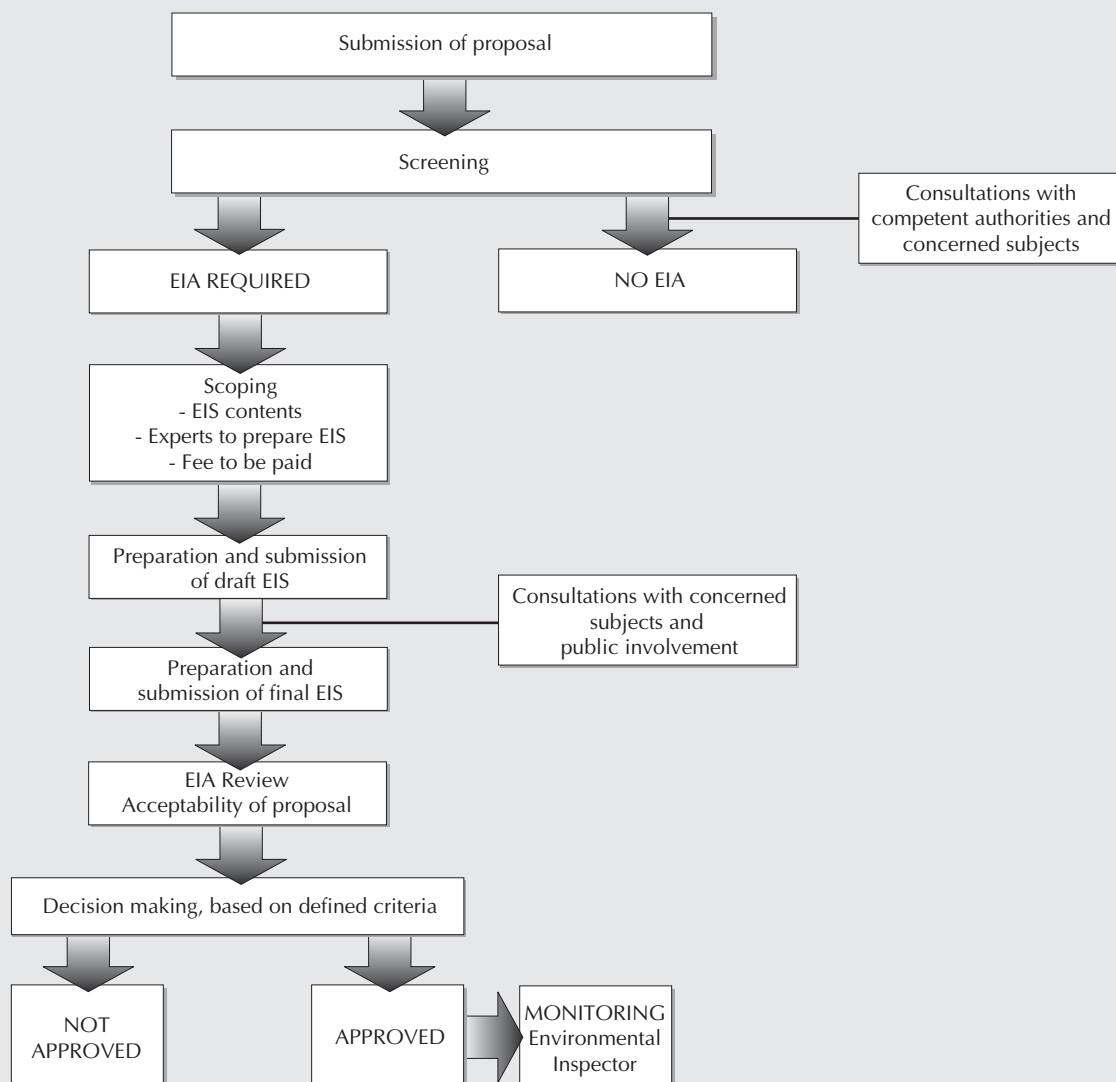 Submission of proposal
Screening
Consultations with
competent authorities and
concerned subjects
EIA REQUIRED
NO EIA
Scoping
- EIS contents
- Experts to prepare EIS
- Fee to be paid
Preparation and submission
of draft EIS
Consultations with concerned
subjects and
public involvement
Preparation and
submission of final EIS
EIA Review
Acceptability of proposal
Decision making, based on defined criteria
NOT
APPROVED
APPROVED
MONITORING
Environmental
Inspector